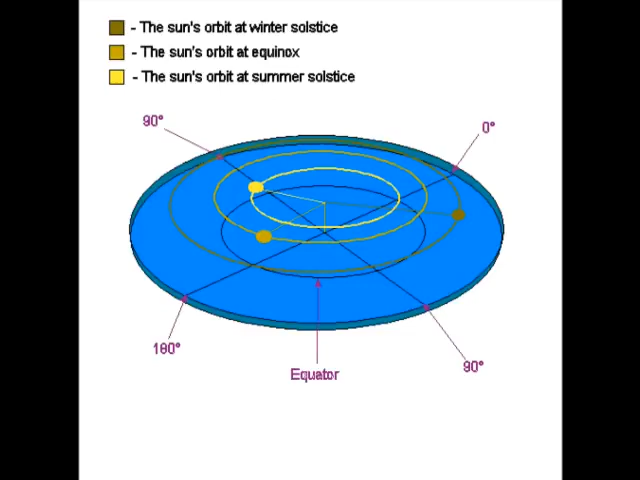 - The sun's orbit at winter solstice
- The sun's orbit at equinox
- The sun's orbit at summer solstice
90°
0°
180°
90°
Equator